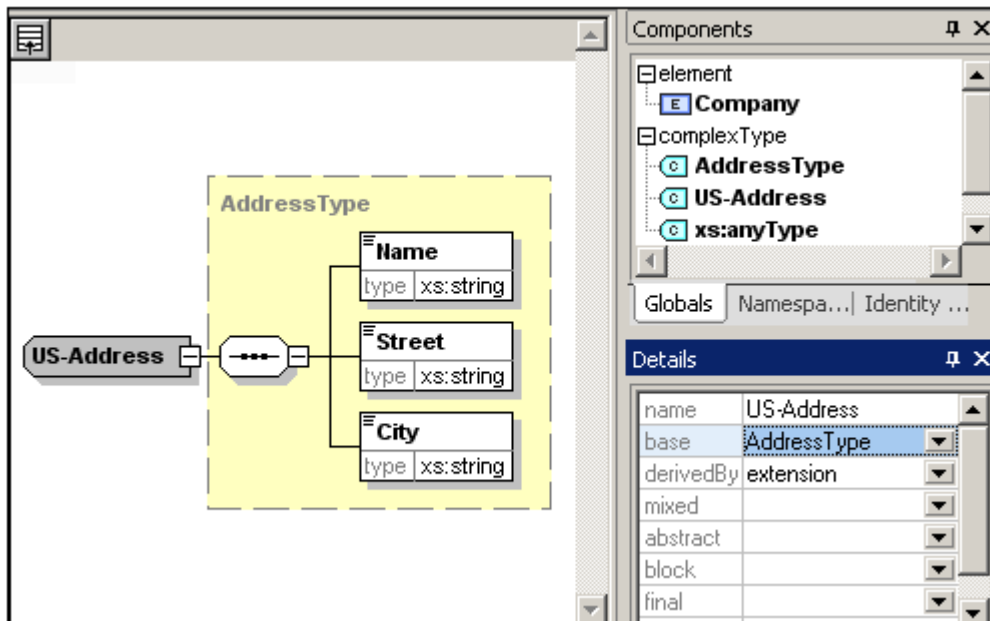 AddressType
Name
type xs:string
Street
type xs:string
City
type xs:string
US-Address
Components
element
E Company
complexType
C AddressType
C US-Address
C xs:anyType
Globals Namespa... Identity ...
Details
name US-Address
base AddressType
derivedBy extension
mixed
abstract
block
final